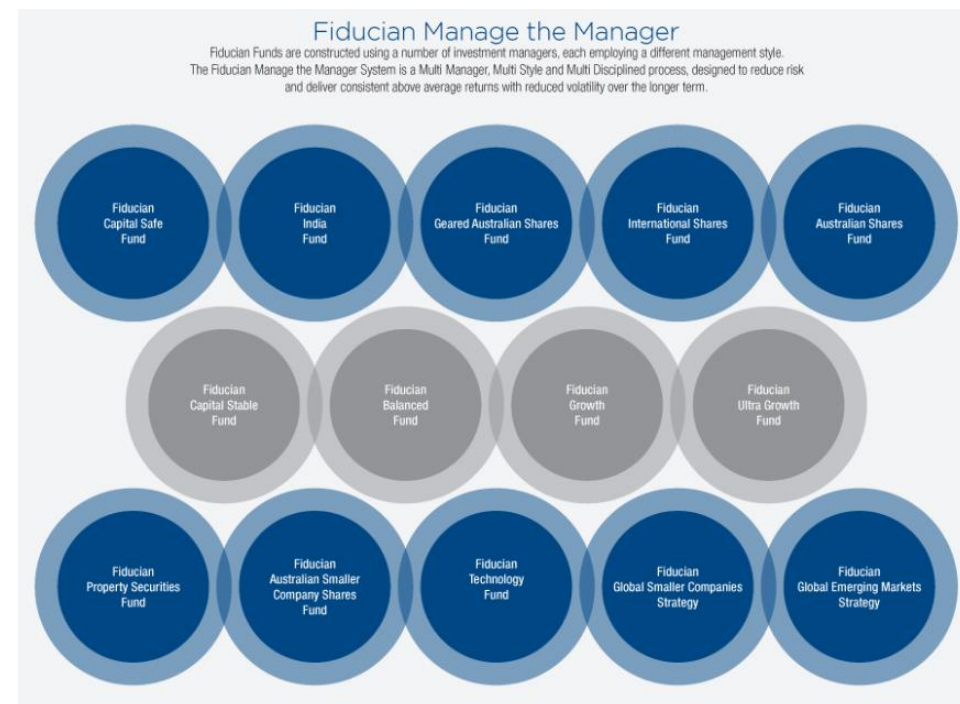 Fiducian Manage the Manager
Fiducian Funds are constructed using a number of investment managers, each employing a different management style.
The Fiducian Manage the Manager System is a Multi Manager, Multi Style and Multi Disciplined process, designed to reduce risk
and deliver consistent above average returns with reduced volatility over the longer term.
Fiducian
Capital Safe
Fund
Fiducian
India
Fund
Fiducian
Geared Australian Shares
Fund
Fiducian
International Shares
Fund
Fiducian
Australian Shares
Fund
Fiducian
Capital Stable
Fund
Fiducian
Balanced
Fund
Fiducian
Growth
Fund
Fiducian
Ultra Growth
Fund
Fiducian
Property Securities
Fund
Fiducian
Australian Smaller
Company Shares
Fund
Fiducian
Technology
Fund
Fiducian
Global Smaller Companies
Strategy
Fiducian
Global Emerging Markets
Strategy